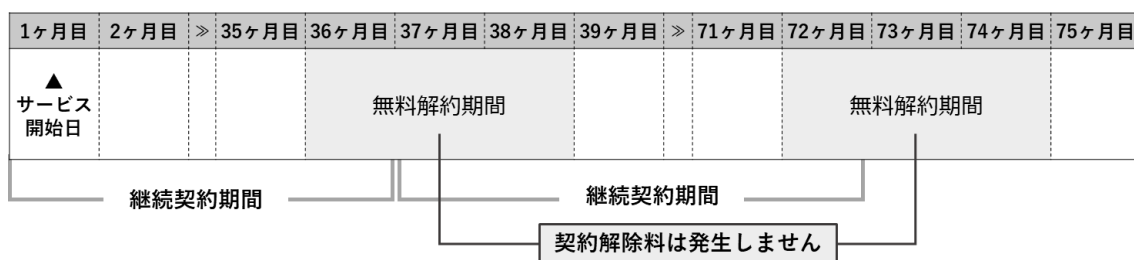 1ヶ月目 2ヶ月目 ≫ 35ヶ月目 36ヶ月目 37ヶ月目 38ヶ月目 39ヶ月目 ≫ 71ヶ月目 72ヶ月目 73ヶ月目 74ヶ月目 75ヶ月目
▲
サービス
開始日
無料解約期間 無料解約期間
継続契約期間 継続契約期間
契約解除料は発生しません